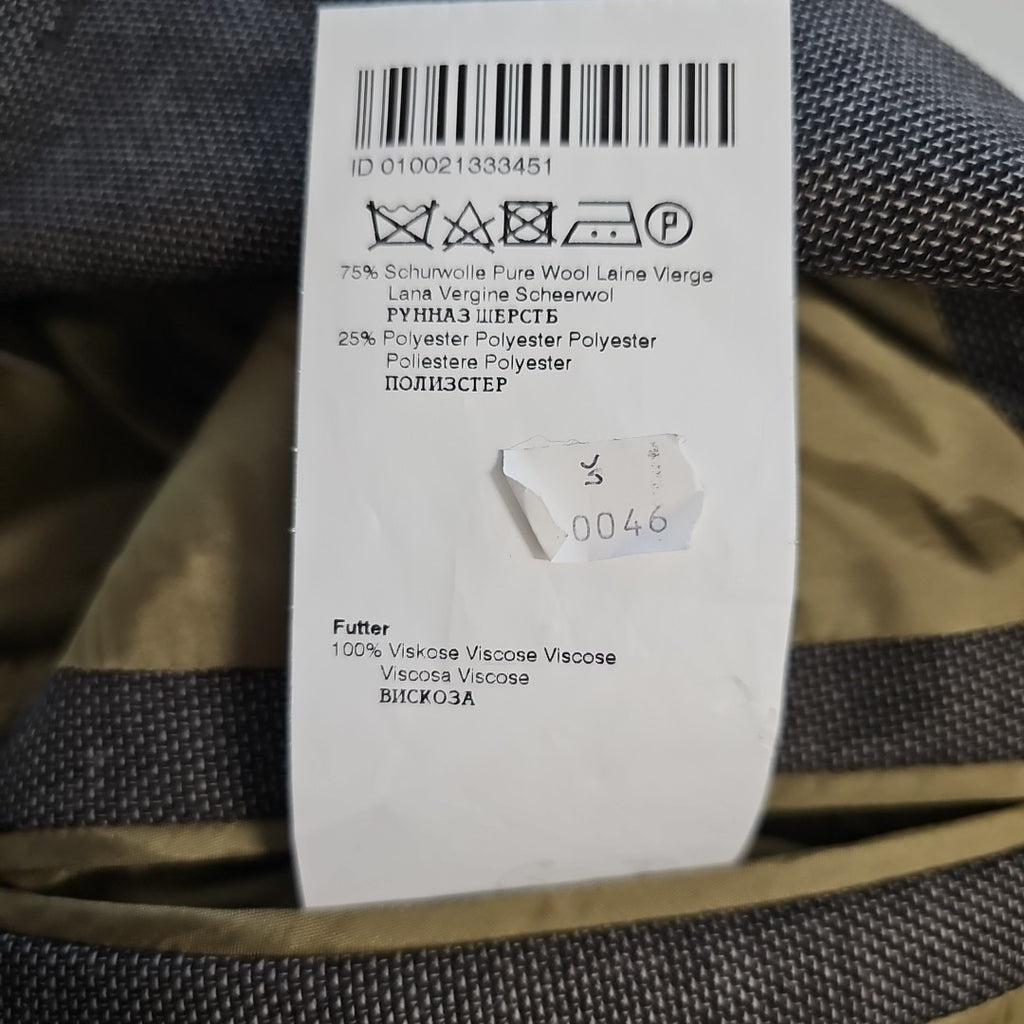 ID 010021333451
P
75% Schurwolle Pure Wool Laine Vierge
Lana Vergine Scheerwol
РУННАЗ ШЕРСТБ
25% Polyester Polyester Polyester
Poliestere Polyester
ПОЛИЗСТЕР
0046
Futter
100% Viskose Viscose Viscose
Viscosa Viscose
ВИСКОЗА